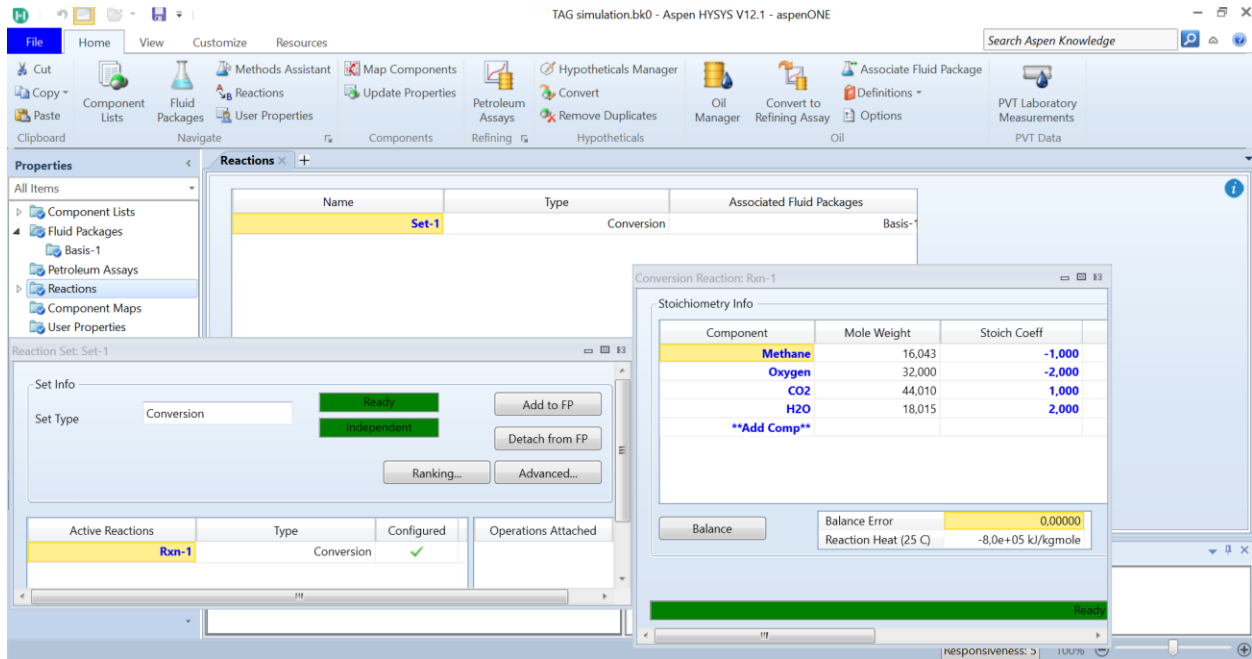 TAG simulation.bk0 - Aspen HYSYS V12.1 - aspenONE
File Home View Customize Resources Search Aspen Knowledge
Cut
Copy
Paste
Clipboard
Component Lists
Fluid Packages
Methods Assistant
Reactions
User Properties
Navigate
Map Components
Update Properties
Components
Petroleum Assays
Refining
Hypotheticals Manager
Convert
Remove Duplicates
Hypotheticals
Oil Manager
Convert to Refining Assay
Associate Fluid Package
Definitions
Options
Oil
PVT Laboratory Measurements
PVT Data
Properties
All Items
Component Lists
Fluid Packages
Basis-1
Petroleum Assays
Reactions
Component Maps
User Properties
Reactions
Name Type Associated Fluid Packages
Set-1 Conversion Basis-1
Reaction Set: Set-1
Set Info
Set Type Conversion
Ready
Independent
Add to FP
Detach from FP
Ranking... Advanced...
Active Reactions Type Configured Operations Attached
Rxn-1 Conversion
Conversion Reaction: Rxn-1
Stoichiometry Info
Component Mole Weight Stoich Coeff
Methane 16,043 -1,000
Oxygen 32,000 -2,000
CO2 44,010 1,000
H2O 18,015 2,000
**Add Comp**
Balance
Balance Error 0,00000
Reaction Heat (25 C) -8,0e+05 kJ/kgmole
Ready
Responsiveness: 5 100%